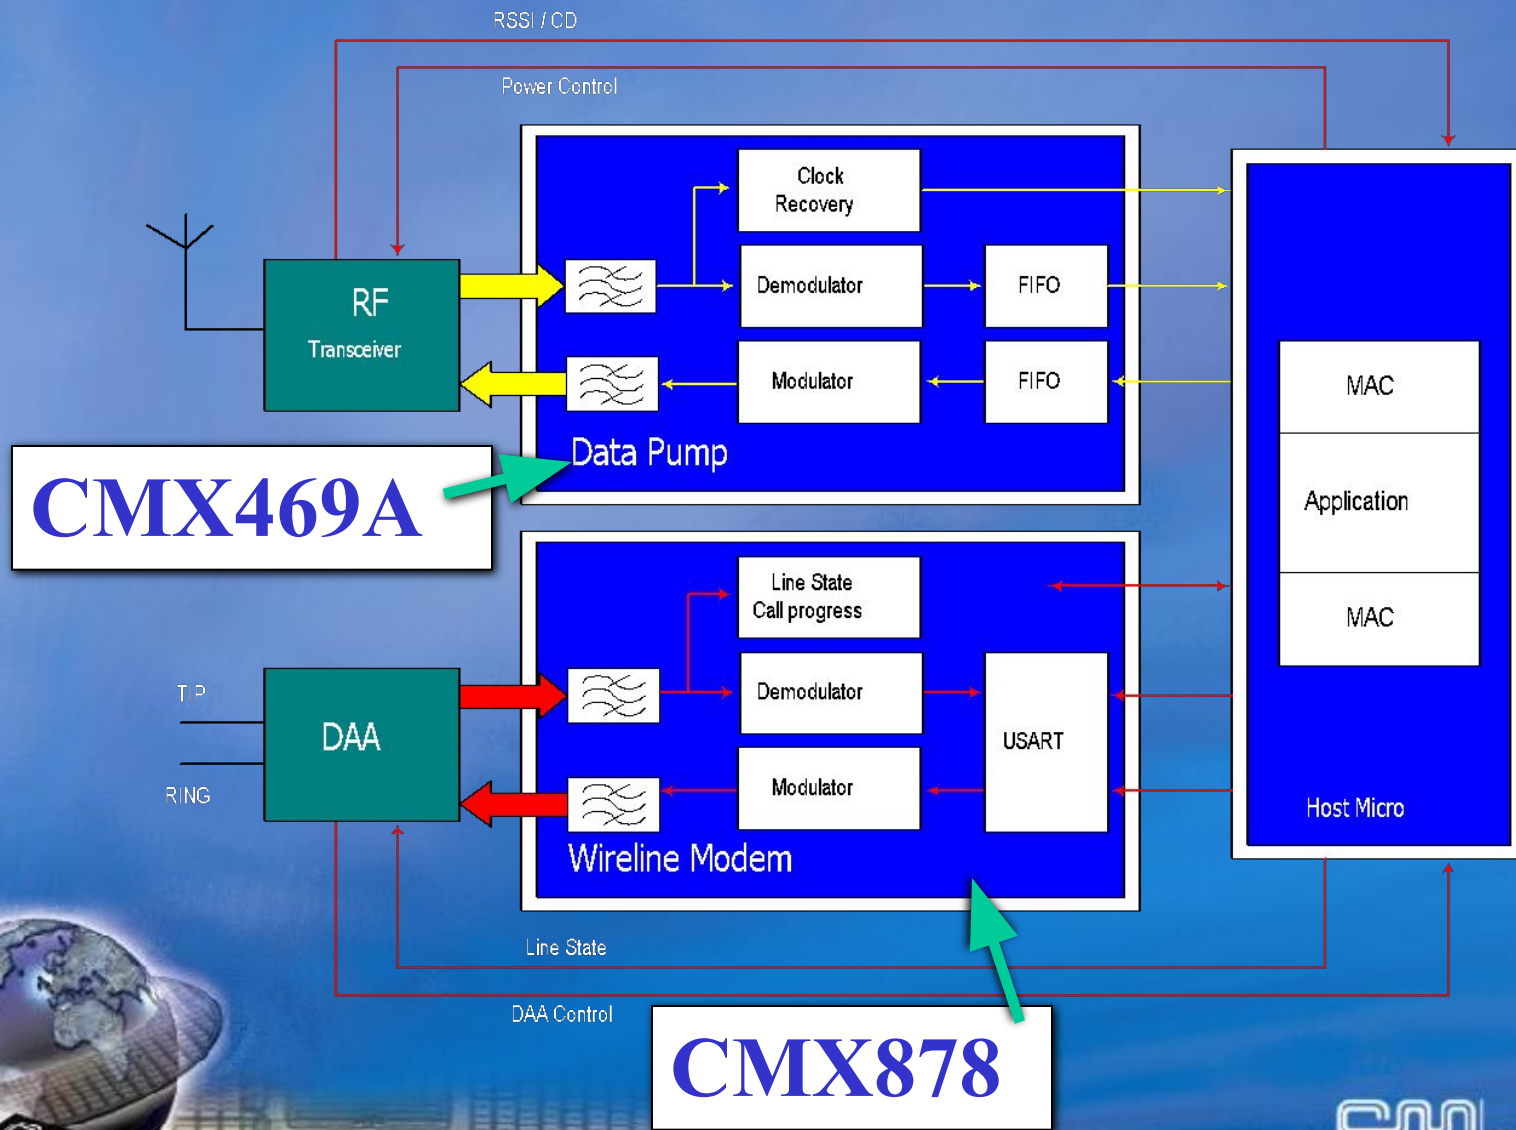 RSSI / CD
Power Control
Clock
Recovery
RF
Transceiver
Demodulator
FIFO
Modulator
FIFO
MAC
Data Pump
CMX469A
Application
Line State
Call progress
MAC
TIP
Demodulator
DAA
USART
RING
Modulator
Host Micro
Wireline Modem
Line State
DAA Control
CMX878